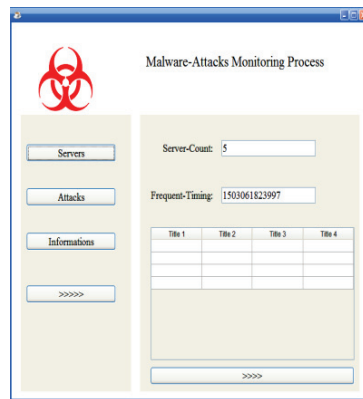 Malware-Attacks Monitoring Process
Servers
Attacks
Informations
>>>>>
Server-Count: 5
Frequent-Timing: 1503061823997
Title 1 Title 2 Title 3 Title 4
>>>>